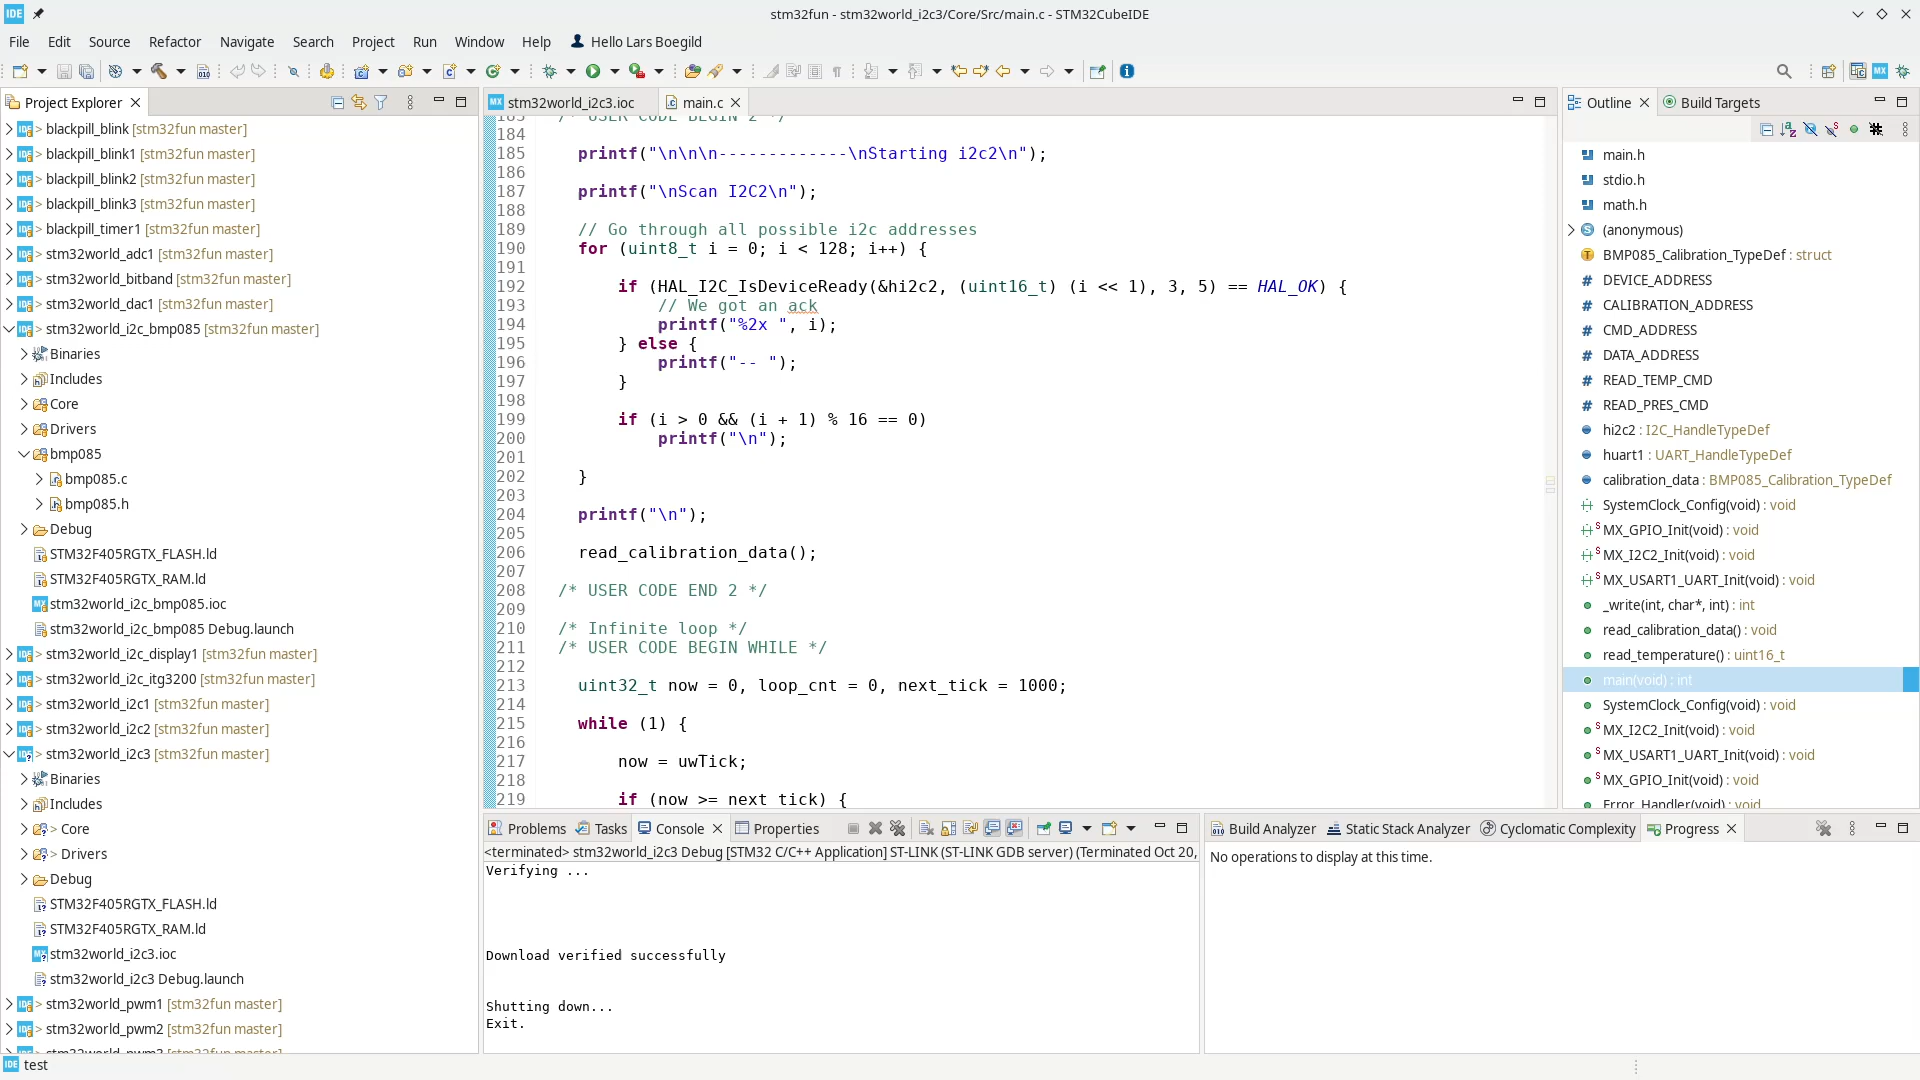 stm32fun - stm32world_i2c3/Core/Src/main.c - STM32CubeIDE
File Edit Source Refactor Navigate Search Project Run Window Help Hello Lars Boegild
Project Explorer
> blackpill_blink [stm32fun master]
> blackpill_blink1 [stm32fun master]
> blackpill_blink2 [stm32fun master]
> blackpill_blink3 [stm32fun master]
> blackpill_timer1 [stm32fun master]
> stm32world_adc1 [stm32fun master]
> stm32world_bitband [stm32fun master]
> stm32world_dac1 [stm32fun master]
> stm32world_i2c_bmp085 [stm32fun master]
Binaries
Includes
Core
Drivers
bmp085
bmp085.c
bmp085.h
Debug
STM32F405RGTX_FLASH.ld
STM32F405RGTX_RAM.ld
stm32world_i2c_bmp085.ioc
stm32world_i2c_bmp085 Debug.launch
> stm32world_i2c_display1 [stm32fun master]
> stm32world_i2c_itg3200 [stm32fun master]
> stm32world_i2c1 [stm32fun master]
> stm32world_i2c2 [stm32fun master]
> stm32world_i2c3 [stm32fun master]
Binaries
Includes
> Core
> Drivers
Debug
STM32F405RGTX_FLASH.ld
STM32F405RGTX_RAM.ld
stm32world_i2c3.ioc
stm32world_i2c3 Debug.launch
> stm32world_pwm1 [stm32fun master]
> stm32world_pwm2 [stm32fun master]
> stm32world_pwm3 [stm32fun master]
stm32world_i2c3.ioc main.c
183 /* USER CODE BEGIN 2 */
184
185 printf("\n\n\n-------------\nStarting i2c2\n");
186
187 printf("\nScan I2C2\n");
188
189 // Go through all possible i2c addresses
190 for (uint8_t i = 0; i < 128; i++) {
191
192 if (HAL_I2C_IsDeviceReady(&hi2c2, (uint16_t) (i << 1), 3, 5) == HAL_OK) {
193 // We got an ack
194 printf("%2x ", i);
195 } else {
196 printf("-- ");
197 }
198
199 if (i > 0 && (i + 1) % 16 == 0)
200 printf("\n");
201
202 }
203
204 printf("\n");
205
206 read_calibration_data();
207
208 /* USER CODE END 2 */
209
210 /* Infinite loop */
211 /* USER CODE BEGIN WHILE */
212
213 uint32_t now = 0, loop_cnt = 0, next_tick = 1000;
214
215 while (1) {
216
217 now = uwTick;
218
219 if (now >= next_tick) {
Outline Build Targets
main.h
stdio.h
math.h
(anonymous)
BMP085_Calibration_TypeDef : struct
# DEVICE_ADDRESS
# CALIBRATION_ADDRESS
# CMD_ADDRESS
# DATA_ADDRESS
# READ_TEMP_CMD
# READ_PRES_CMD
hi2c2 : I2C_HandleTypeDef
huart1 : UART_HandleTypeDef
calibration_data : BMP085_Calibration_TypeDef
SystemClock_Config(void) : void
MX_GPIO_Init(void) : void
MX_I2C2_Init(void) : void
MX_USART1_UART_Init(void) : void
_write(int, char*, int) : int
read_calibration_data() : void
read_temperature() : uint16_t
main(void) : int
SystemClock_Config(void) : void
MX_I2C2_Init(void) : void
MX_USART1_UART_Init(void) : void
MX_GPIO_Init(void) : void
Error_Handler(void) : void
Problems Tasks Console Properties
<terminated> stm32world_i2c3 Debug [STM32 C/C++ Application] ST-LINK (ST-LINK GDB server) (Terminated Oct 20,
Verifying ...
Download verified successfully
Shutting down...
Exit.
Build Analyzer Static Stack Analyzer Cyclomatic Complexity Progress
No operations to display at this time.
IDE test